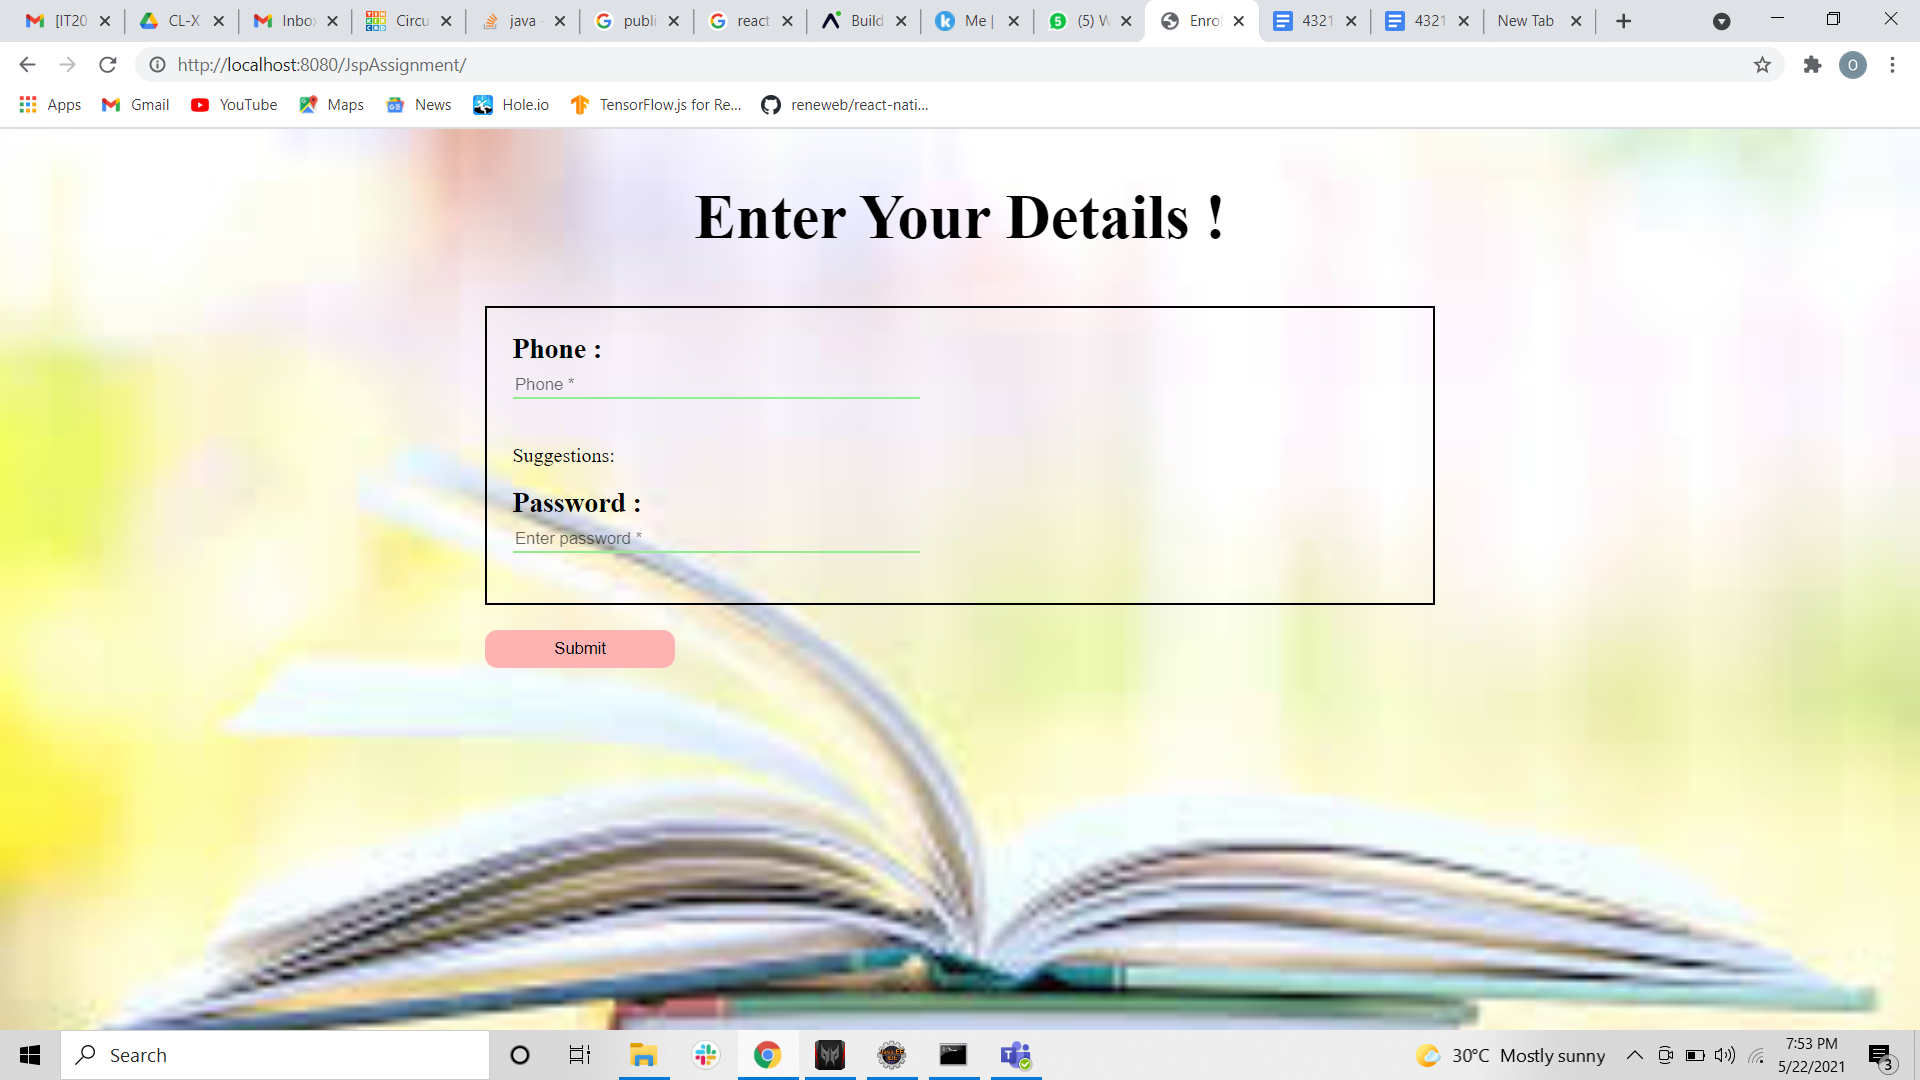 [IT20
CL-X
Inbo
Circu
java -
publi
react
Build
Me |
(5) W
Enrol
4321
4321
New Tab
http://localhost:8080/JspAssignment/
O
Apps
Gmail
YouTube
Maps
News
Hole.io
TensorFlow.js for Re...
reneweb/react-nati...
Enter Your Details !
Phone :
Phone *
Suggestions:
Password :
Enter password *
Submit
Search
30°C Mostly sunny
7:53 PM
5/22/2021
3